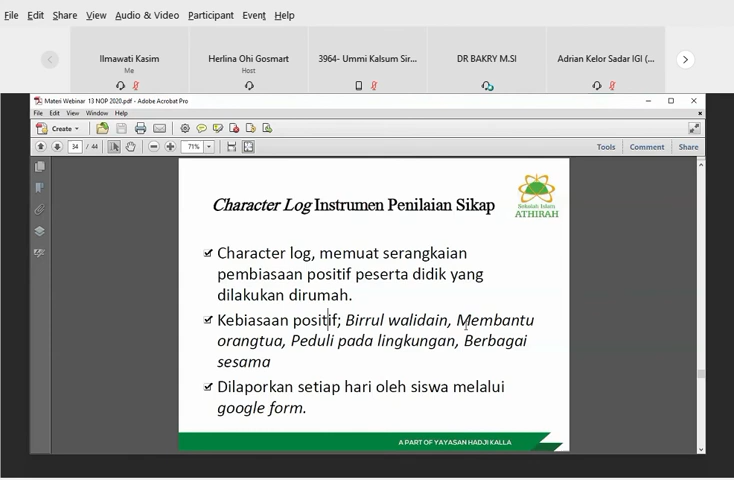 File Edit Share View Audio & Video Participant Event Help
Ilmawati Kasim
Me
Herlina Ohi Gosmart
Host
3964- Ummi Kalsum Sir...
DR BAKRY M.SI
Adrian Kelor Sadar IGI (...
Materi Webinar 13 NOP 2020.pdf - Adobe Acrobat Pro
File Edit View Window Help
Create
34 / 44 71% Tools Comment Share
Character Log Instrumen Penilaian Sikap
Sekolah Islam
ATHIRAH
Character log, memuat serangkaian
pembiasaan positif peserta didik yang
dilakukan dirumah.
Kebiasaan positif; Birrul walidain, Membantu
orangtua, Peduli pada lingkungan, Berbagai
sesama
Dilaporkan setiap hari oleh siswa melalui
google form.
A PART OF YAYASAN HADJI KALLA